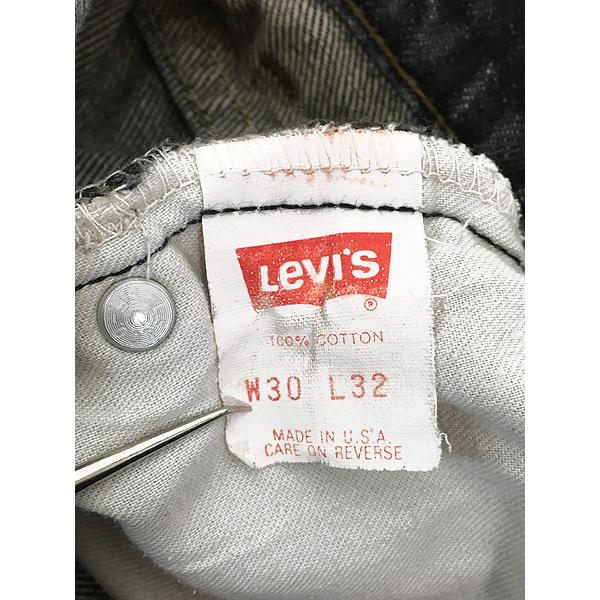 Levi's
®
100% COTTON
W30 L32
MADE IN U.S.A.
CARE ON REVERSE